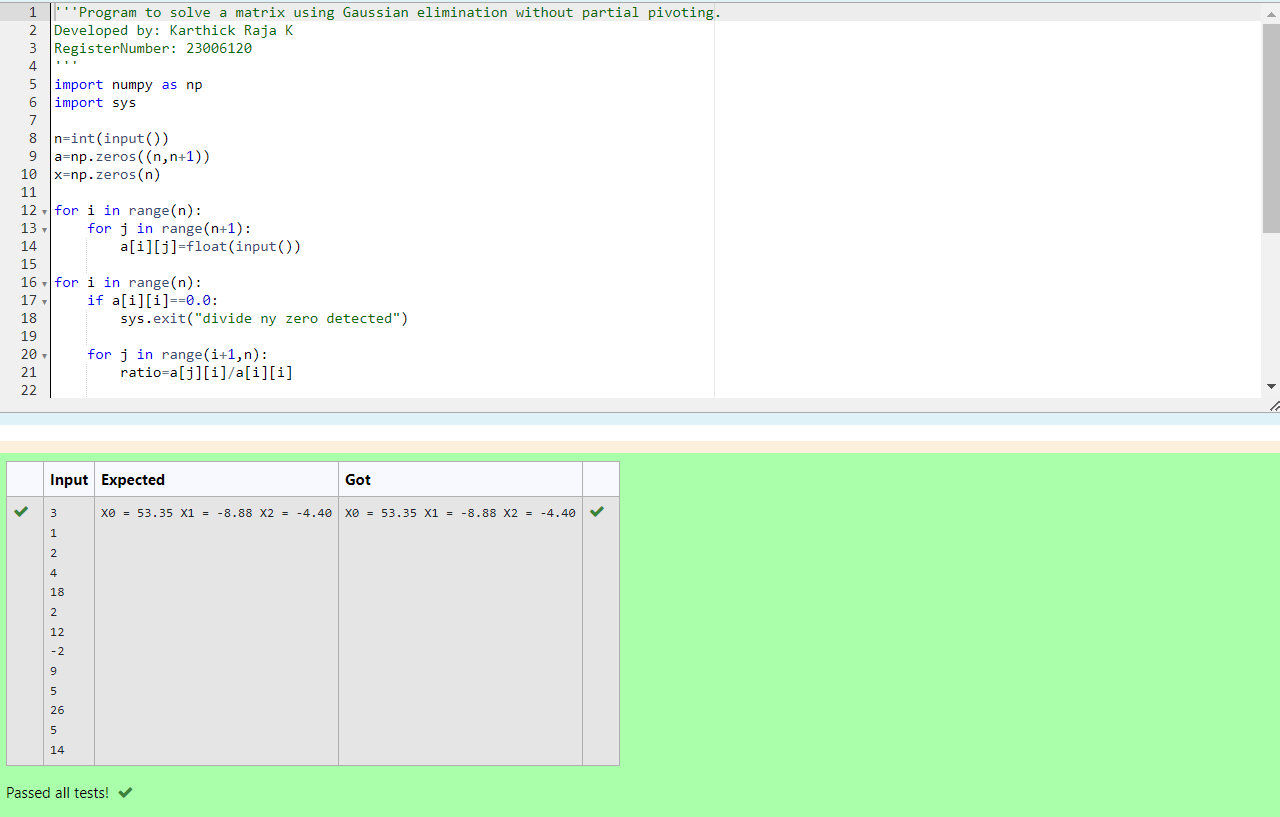 1 '''Program to solve a matrix using Gaussian elimination without partial pivoting.
2 Developed by: Karthick Raja K
3 RegisterNumber: 23006120
4 '''
5 import numpy as np
6 import sys
7
8 n=int(input())
9 a=np.zeros((n,n+1))
10 x=np.zeros(n)
11
12 for i in range(n):
13     for j in range(n+1):
14         a[i][j]=float(input())
15
16 for i in range(n):
17     if a[i][i]==0.0:
18         sys.exit("divide ny zero detected")
19
20     for j in range(i+1,n):
21         ratio=a[j][i]/a[i][i]
22
Input Expected Got
3 X0 = 53.35 X1 = -8.88 X2 = -4.40 X0 = 53.35 X1 = -8.88 X2 = -4.40
1
2
4
18
2
12
-2
9
5
26
5
14
Passed all tests!